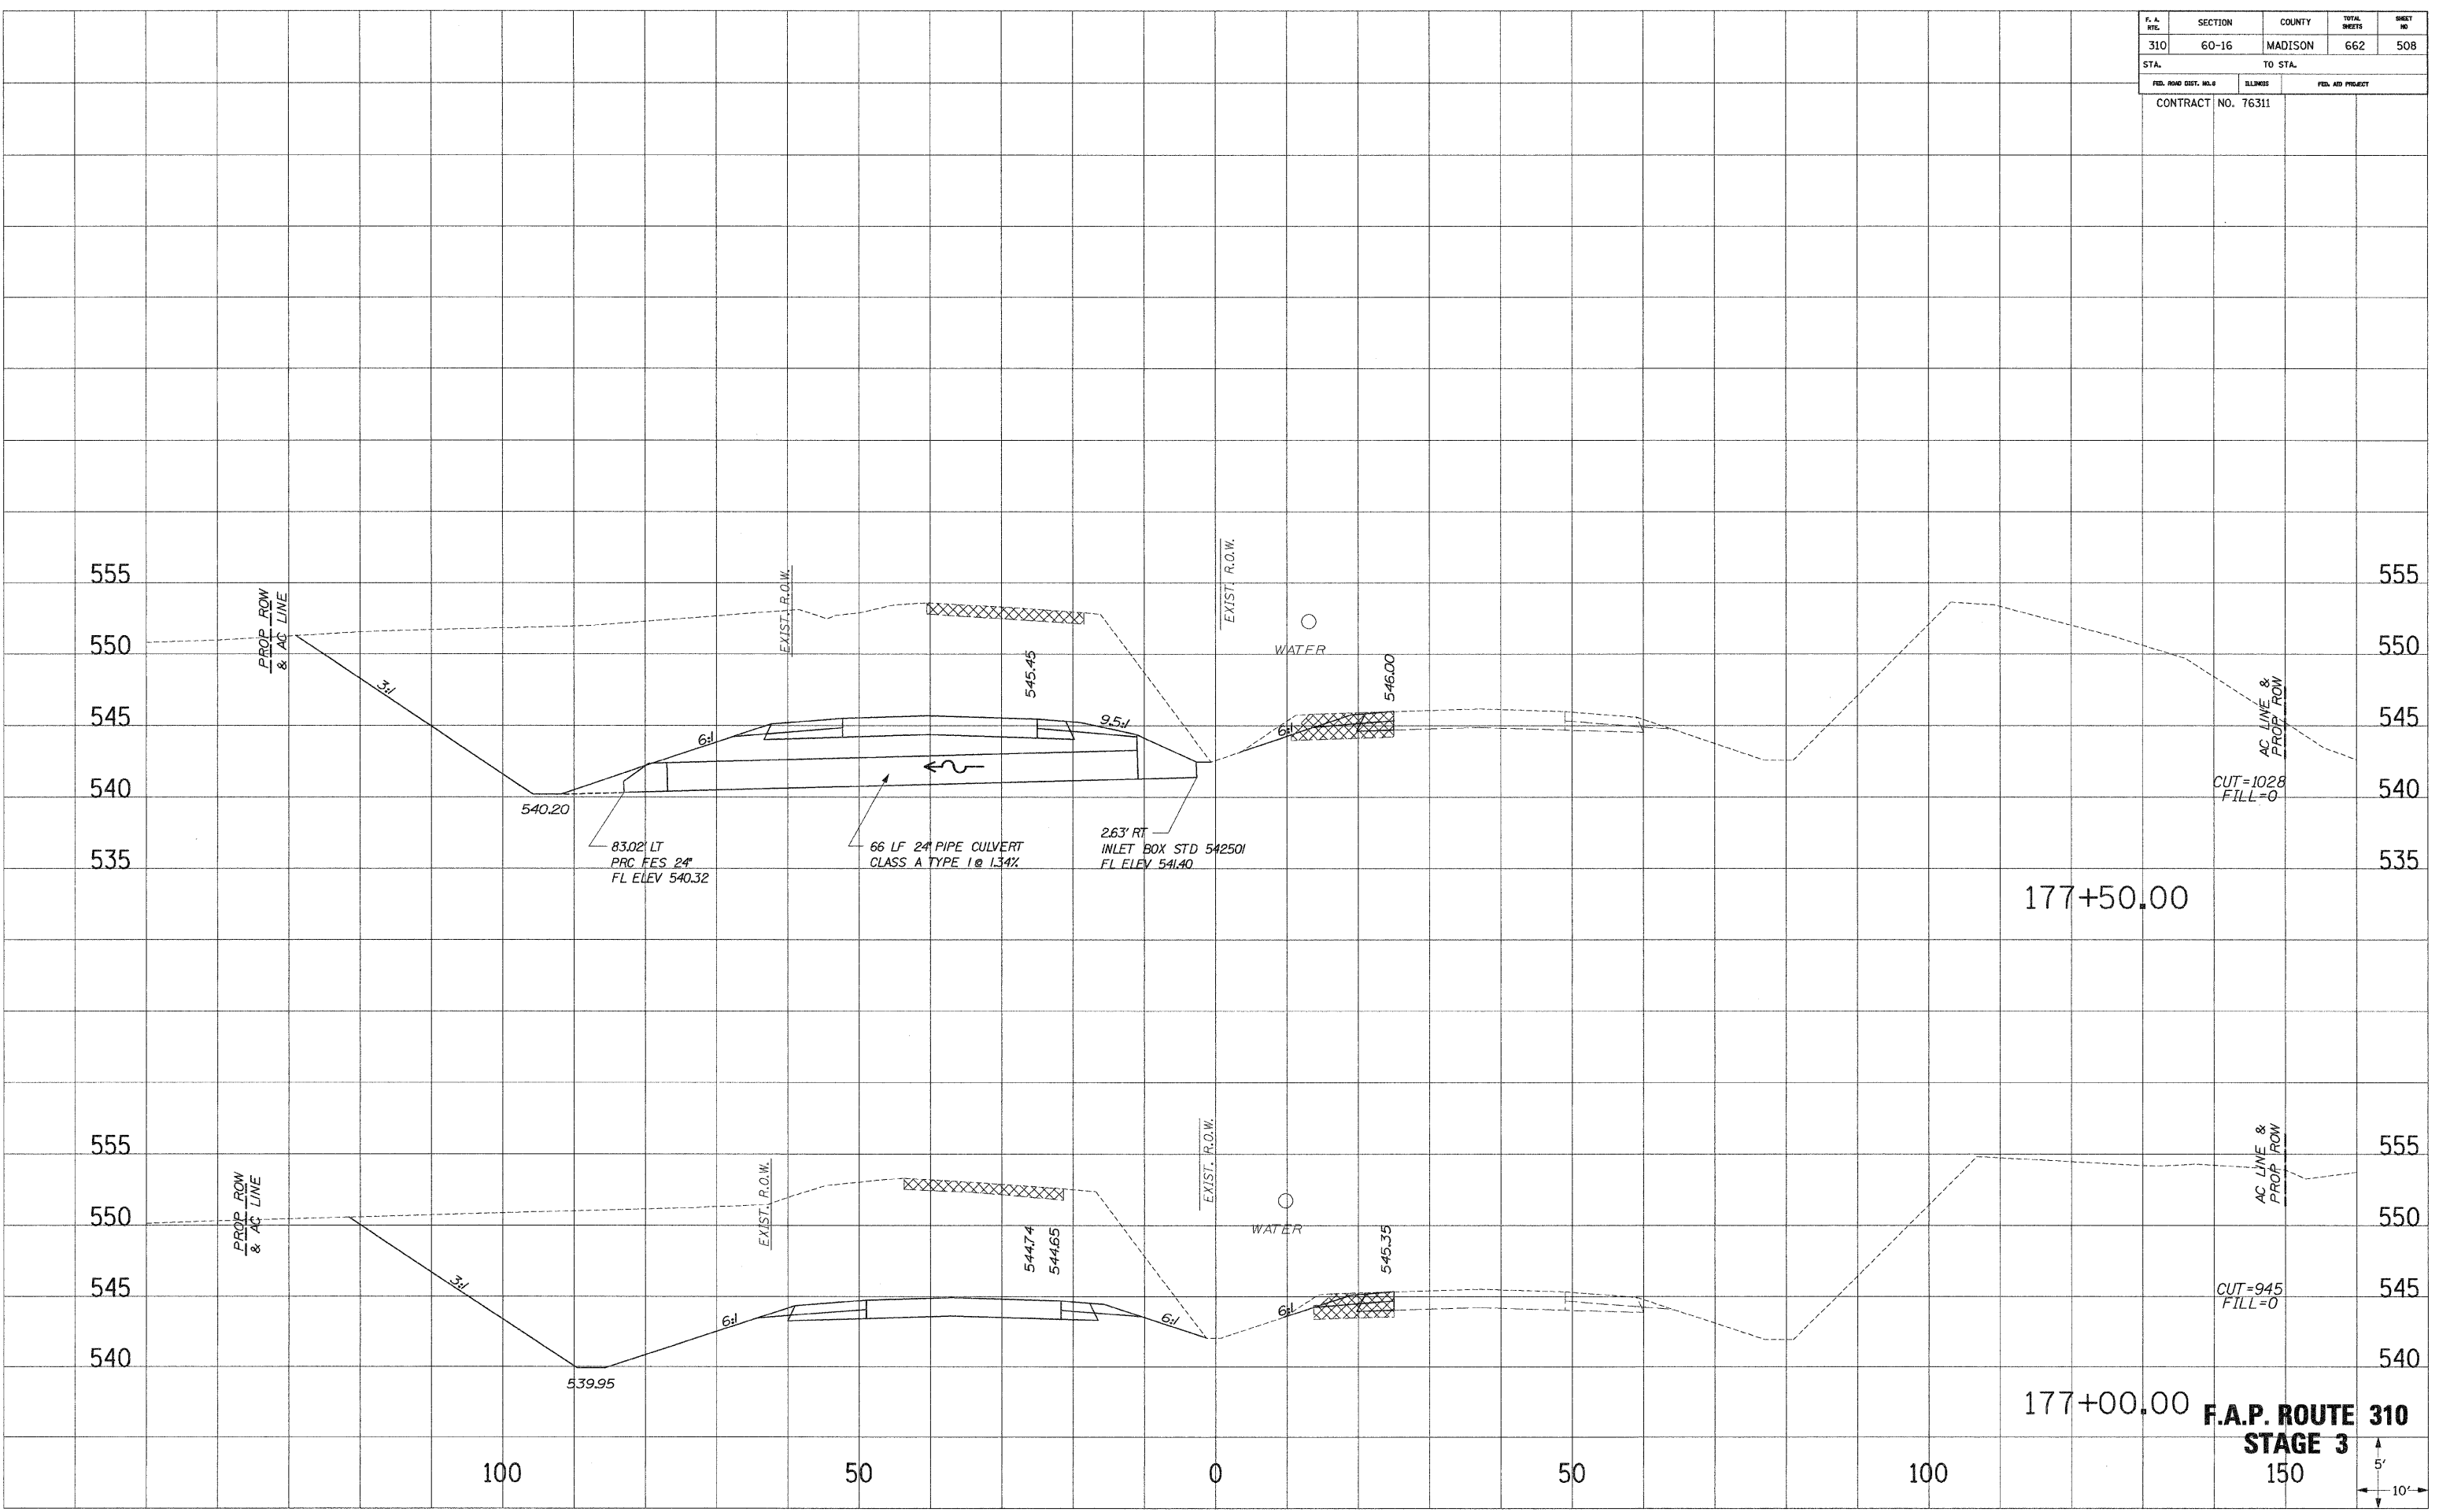 F. A. RTE. SECTION COUNTY TOTAL SHEETS SHEET NO
310 60-16 MADISON 662 508
STA. TO STA.
FED. ROAD DIST. NO. 6 ILLINOIS FED. AID PROJECT
CONTRACT NO. 76311
555 555
550 550
545 545
540 540
535 535
PROP ROW
& AC LINE
EXIST. R.O.W.
EXIST. R.O.W.
WATER
545.45
546.00
AC LINE &
PROP ROW
3:1
6:1
9.5:1
6:1
CUT=1028
FILL=0
540.20
83.02' LT
PRC FES 24"
FL ELEV 540.32
66 LF 24" PIPE CULVERT
CLASS A TYPE 1 @ 1.34%
2.63' RT
INLET BOX STD 542501
FL ELEV 541.40
177+50.00
555 555
550 550
545 545
540 540
PROP ROW
& AC LINE
EXIST. R.O.W.
EXIST. R.O.W.
WATER
544.74
544.65
545.35
AC LINE &
PROP ROW
3:1
6:1
6:1
6:1
CUT=945
FILL=0
539.95
177+00.00
F.A.P. ROUTE 310
STAGE 3
100 50 0 50 100 150
5'
10'